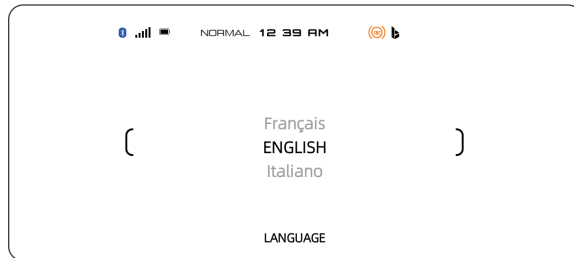 NORMAL 12 39 AM
Français
ENGLISH
Italiano
LANGUAGE